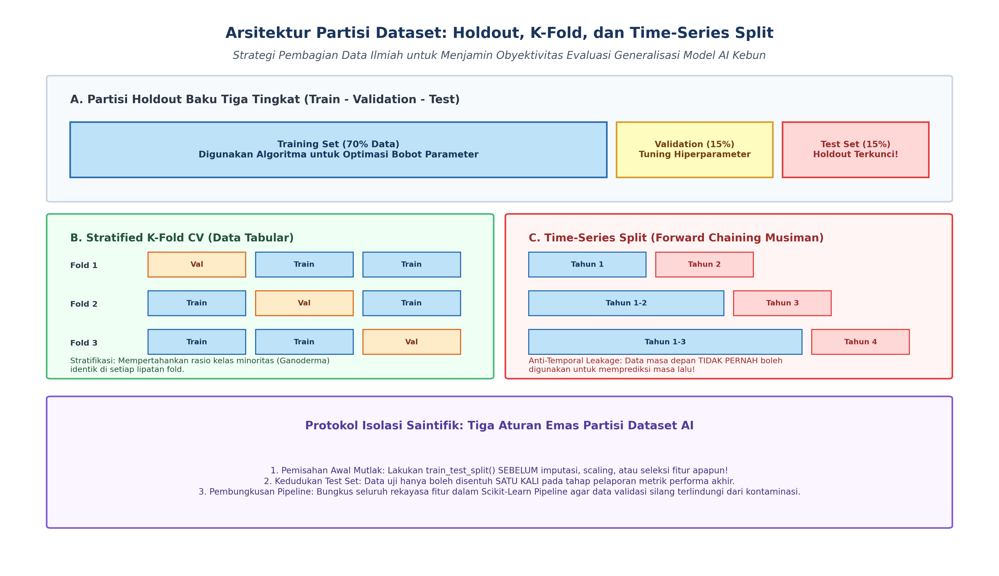 Arsitektur Partisi Dataset: Holdout, K-Fold, dan Time-Series Split
Strategi Pembagian Data Ilmiah untuk Menjamin Obyektivitas Evaluasi Generalisasi Model AI Kebun
A. Partisi Holdout Baku Tiga Tingkat (Train - Validation - Test)
Training Set (70% Data)
Digunakan Algoritma untuk Optimasi Bobot Parameter
Validation (15%)
Tuning Hiperparameter
Test Set (15%)
Holdout Terkunci!
B. Stratified K-Fold CV (Data Tabular)
Fold 1
Val
Train
Train
Fold 2
Train
Val
Train
Fold 3
Train
Train
Val
Stratifikasi: Mempertahankan rasio kelas minoritas (Ganoderma)
identik di setiap lipatan fold.
C. Time-Series Split (Forward Chaining Musiman)
Tahun 1
Tahun 2
Tahun 1-2
Tahun 3
Tahun 1-3
Tahun 4
Anti-Temporal Leakage: Data masa depan TIDAK PERNAH boleh
digunakan untuk memprediksi masa lalu!
Protokol Isolasi Saintifik: Tiga Aturan Emas Partisi Dataset AI
1. Pemisahan Awal Mutlak: Lakukan train_test_split() SEBELUM imputasi, scaling, atau seleksi fitur apapun!
2. Kedudukan Test Set: Data uji hanya boleh disentuh SATU KALI pada tahap pelaporan metrik performa akhir.
3. Pembungkusan Pipeline: Bungkus seluruh rekayasa fitur dalam Scikit-Learn Pipeline agar data validasi silang terlindungi dari kontaminasi.